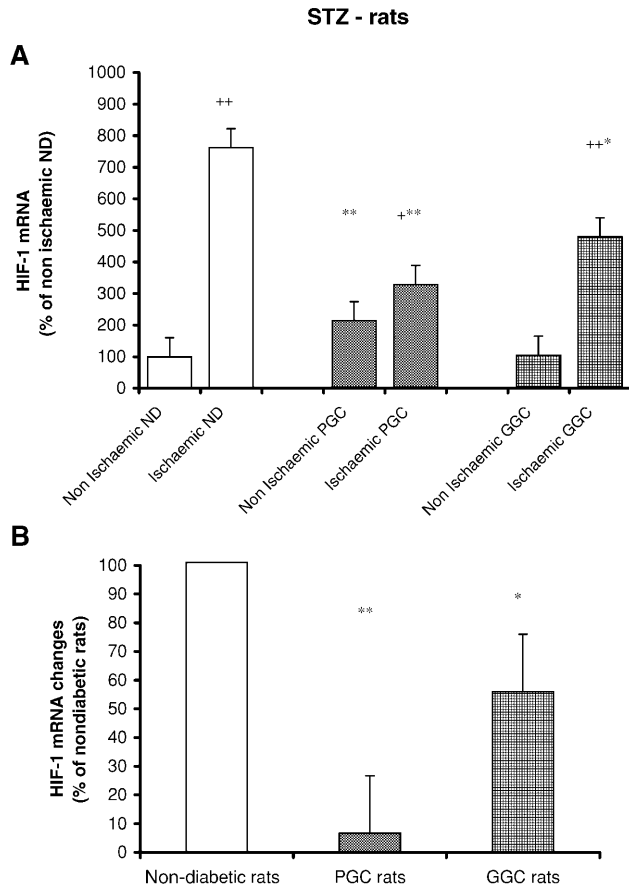 STZ - rats
A
HIF-1 mRNA
(% of non ischaemic ND)
1000
900
800
700
600
500
400
300
200
100
0
++
**
+**
++*
Non Ischaemic ND
Ischaemic ND
Non Ischaemic PGC
Ischaemic PGC
Non Ischaemic GGC
Ischaemic GGC
B
HIF-1 mRNA changes
(% of nondiabetic rats)
100
90
80
70
60
50
40
30
20
10
0
**
*
Non-diabetic rats
PGC rats
GGC rats